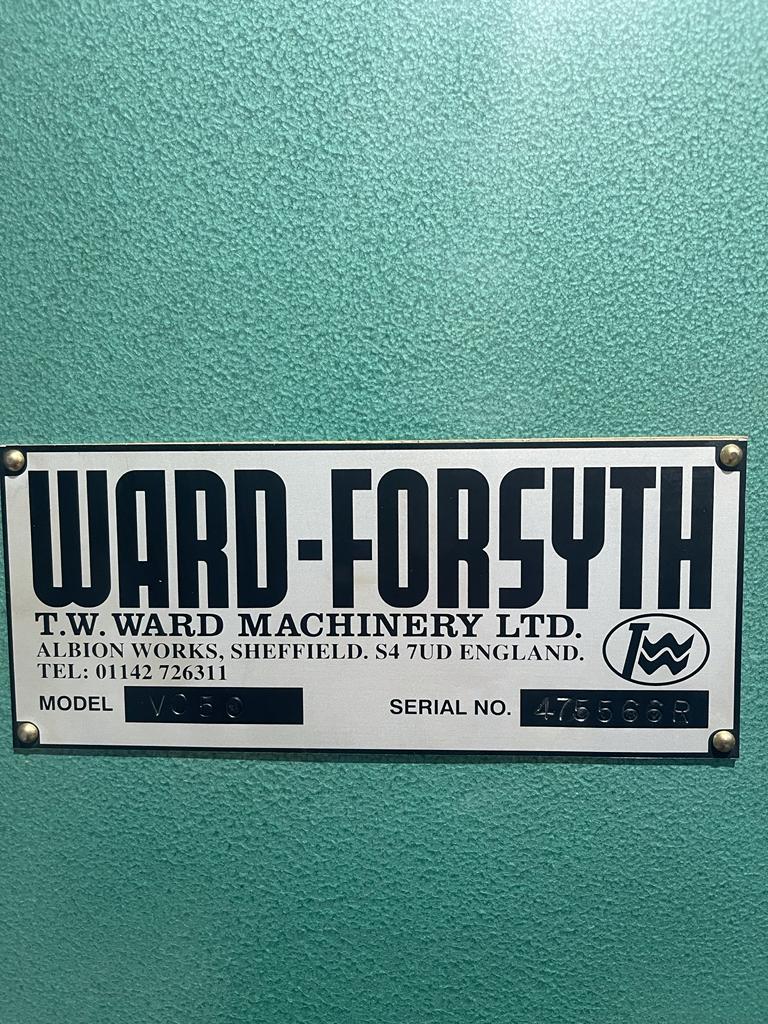 WARD-FORSYTH
T.W. WARD MACHINERY LTD.
ALBION WORKS, SHEFFIELD. S4 7UD ENGLAND.
TEL: 01142 726311
TW
MODEL VC50
SERIAL NO. 475566R